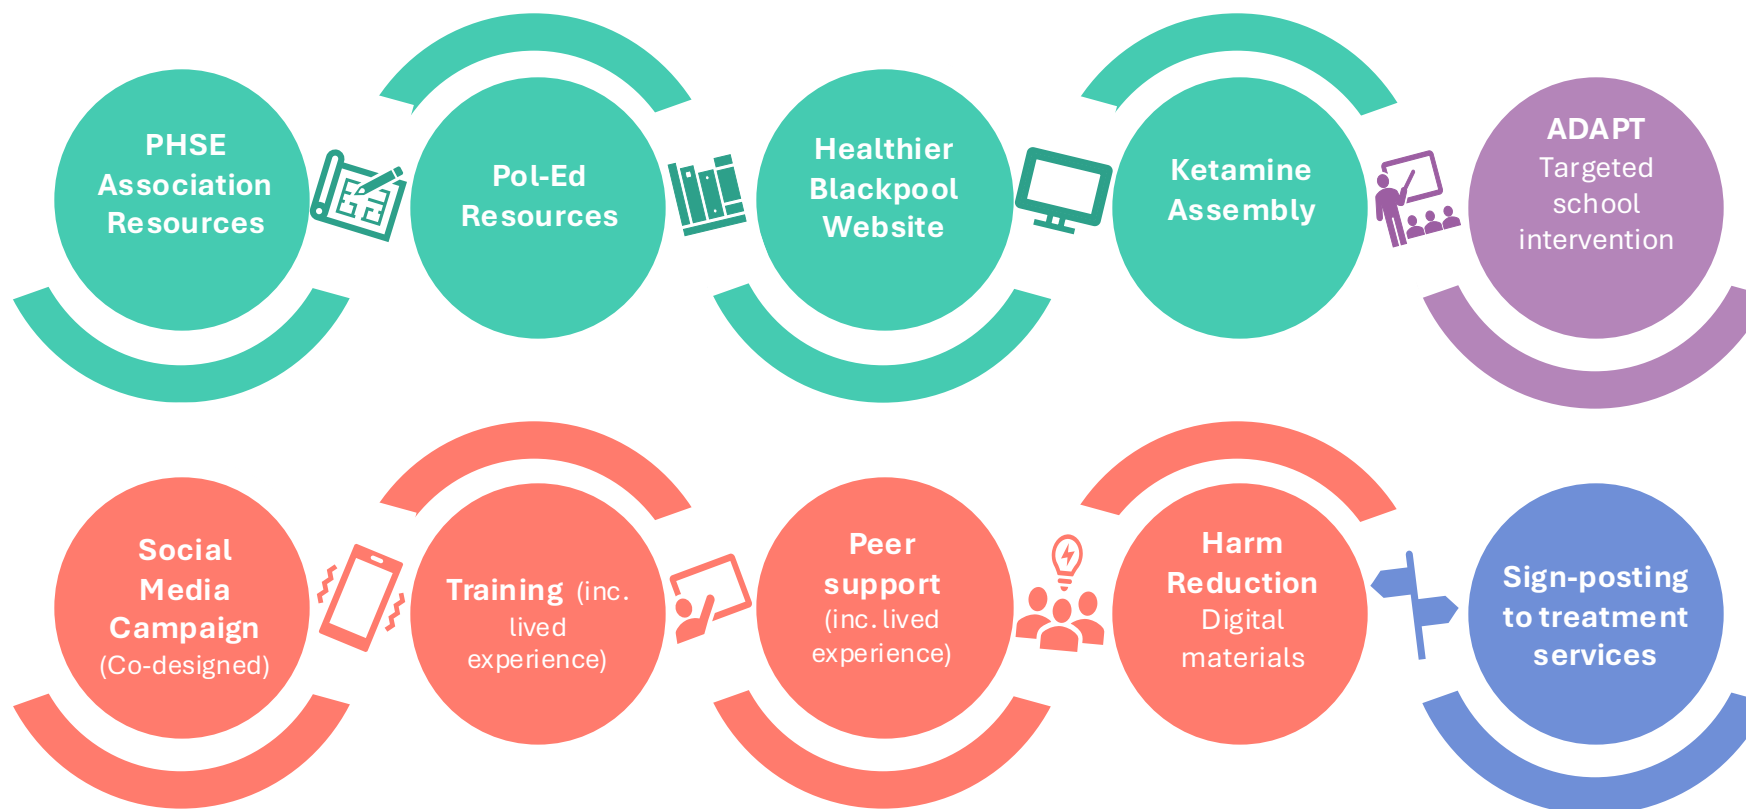 PHSE
Association
Resources
Pol-Ed
Resources
Healthier
Blackpool
Website
Ketamine
Assembly
ADAPT
Targeted
school
intervention
Social
Media
Campaign
(Co-designed)
Training (inc.
lived
experience)
Peer
support
(inc. lived
experience)
Harm
Reduction
Digital
materials
Sign-posting
to treatment
services